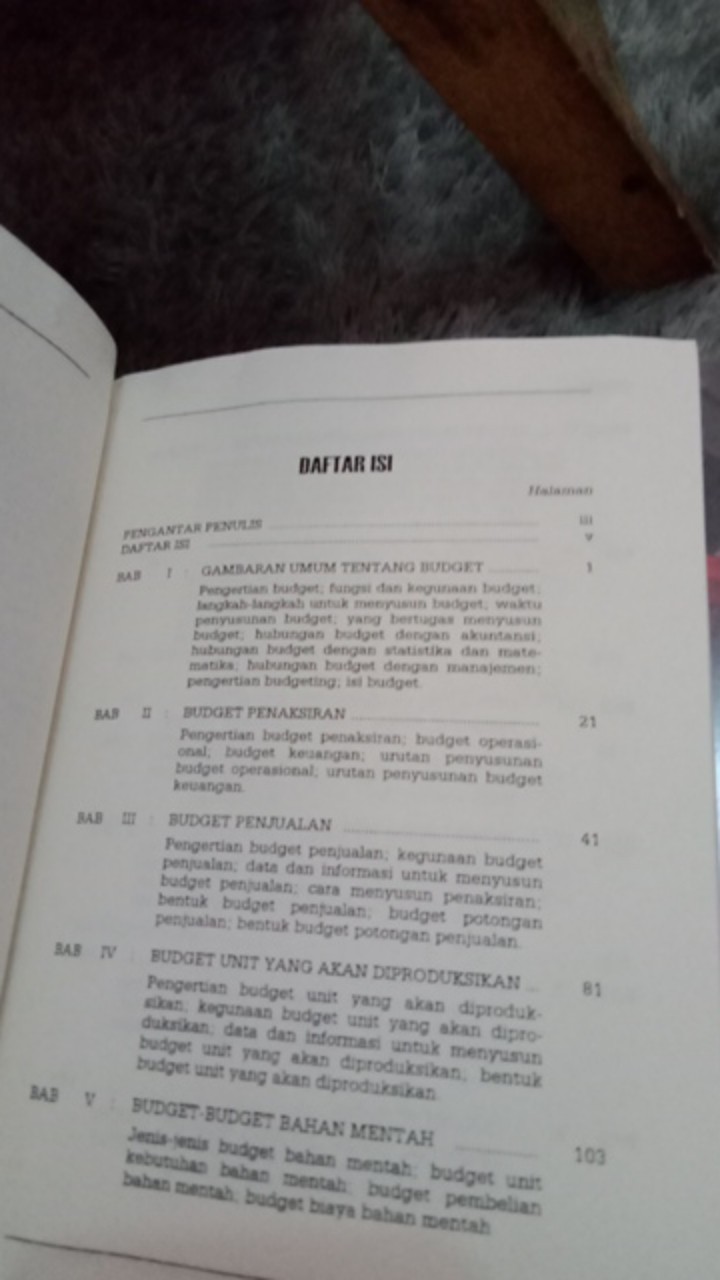 DAFTAR ISI
Halaman
PENGANTAR PENULIS ........ iii
DAFTAR ISI ........ v
BAB I : GAMBARAN UMUM TENTANG BUDGET ........ 1
Pengertian budget; fungsi dan kegunaan budget;
langkah-langkah untuk menyusun budget; waktu
penyusunan budget; yang bertugas menyusun
budget; hubungan budget dengan akuntansi;
hubungan budget dengan statistika dan mate-
matika; hubungan budget dengan manajemen;
pengertian budgeting; isi budget.
BAB II : BUDGET PENAKSIRAN ........ 21
Pengertian budget penaksiran; budget operasi-
onal; budget keuangan; urutan penyusunan
budget operasional; urutan penyusunan budget
keuangan.
BAB III : BUDGET PENJUALAN ........ 41
Pengertian budget penjualan; kegunaan budget
penjualan; data dan informasi untuk menyusun
budget penjualan; cara menyusun penaksiran;
bentuk budget penjualan; budget potongan
penjualan; bentuk budget potongan penjualan.
BAB IV : BUDGET UNIT YANG AKAN DIPRODUKSIKAN ... 81
Pengertian budget unit yang akan diproduk-
sikan; kegunaan budget unit yang akan dipro-
duksikan; data dan informasi untuk menyusun
budget unit yang akan diproduksikan; bentuk
budget unit yang akan diproduksikan.
BAB V : BUDGET-BUDGET BAHAN MENTAH ........ 103
Jenis-jenis budget bahan mentah; budget unit
kebutuhan bahan mentah; budget pembelian
bahan mentah; budget biaya bahan mentah